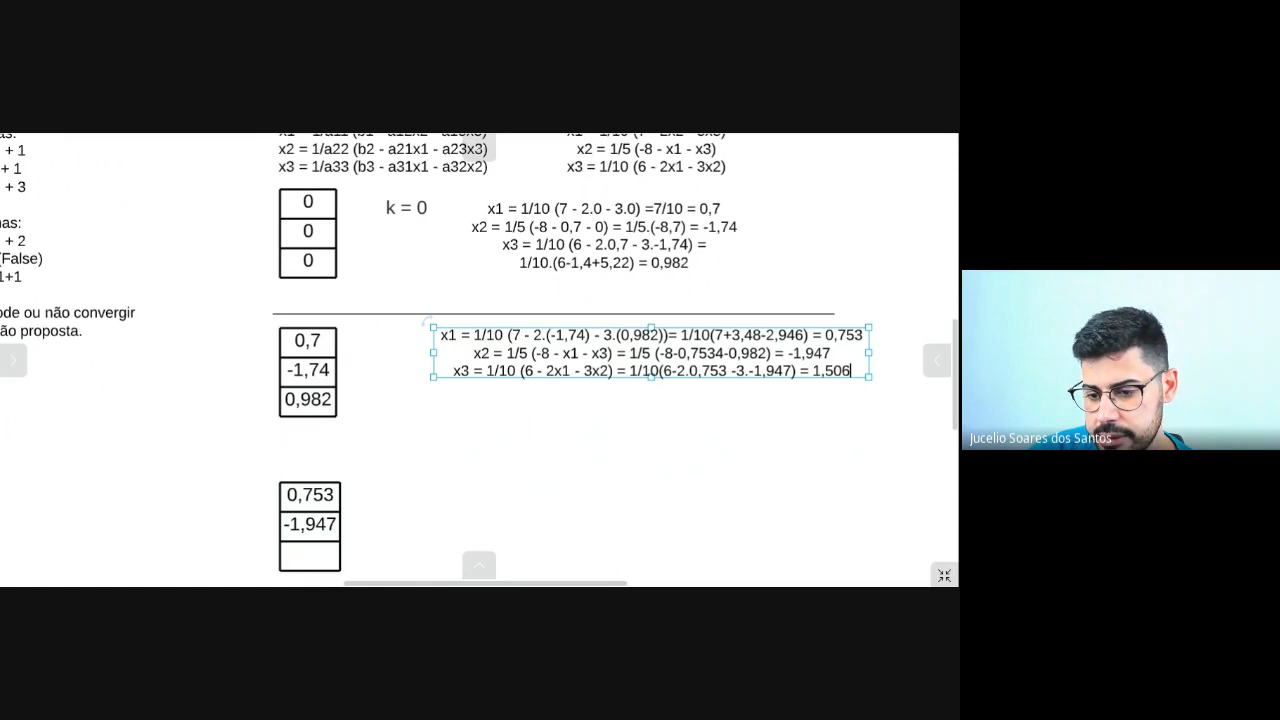 as:
+ 1
+ 1
+ 3
nas:
+ 2
(False)
1+1
ode ou não convergir
ão proposta.
x2 = 1/a22 (b2 - a21x1 - a23x3)
x3 = 1/a33 (b3 - a31x1 - a32x2)
x2 = 1/5 (-8 - x1 - x3)
x3 = 1/10 (6 - 2x1 - 3x2)
0
0
0
k = 0
x1 = 1/10 (7 - 2.0 - 3.0) =7/10 = 0,7
x2 = 1/5 (-8 - 0,7 - 0) = 1/5.(-8,7) = -1,74
x3 = 1/10 (6 - 2.0,7 - 3.-1,74) =
1/10.(6-1,4+5,22) = 0,982
0,7
-1,74
0,982
x1 = 1/10 (7 - 2.(-1,74) - 3.(0,982))= 1/10(7+3,48-2,946) = 0,753
x2 = 1/5 (-8 - x1 - x3) = 1/5 (-8-0,7534-0,982) = -1,947
x3 = 1/10 (6 - 2x1 - 3x2) = 1/10(6-2.0,753 -3.-1,947) = 1,506
0,753
-1,947
Jucelio Soares dos Santos